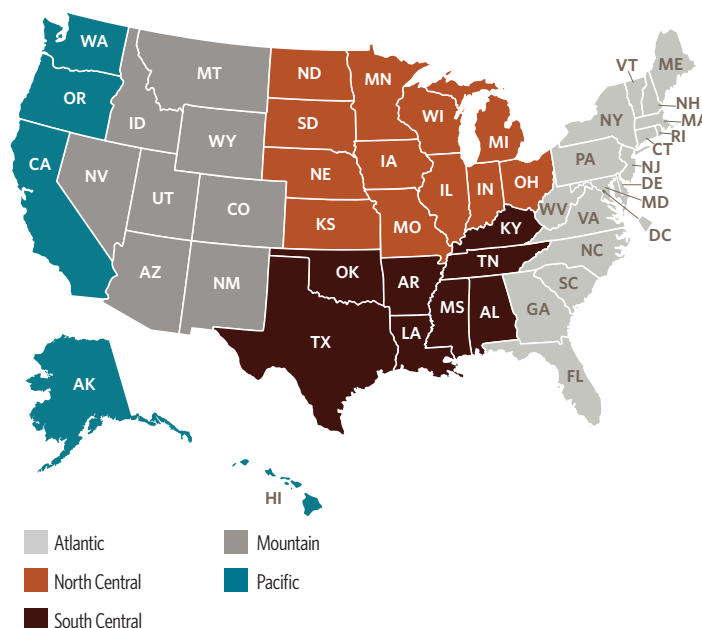 WA
MT
ND
MN
VT
ME
OR
ID
SD
WI
MI
NY
NH
MA
RI
CT
WY
IA
PA
NJ
CA
NV
UT
CO
NE
IL
IN
OH
DE
MD
WV
VA
DC
KS
MO
KY
AZ
NM
OK
AR
TN
NC
SC
TX
LA
MS
AL
GA
FL
AK
HI
Atlantic
Mountain
North Central
Pacific
South Central